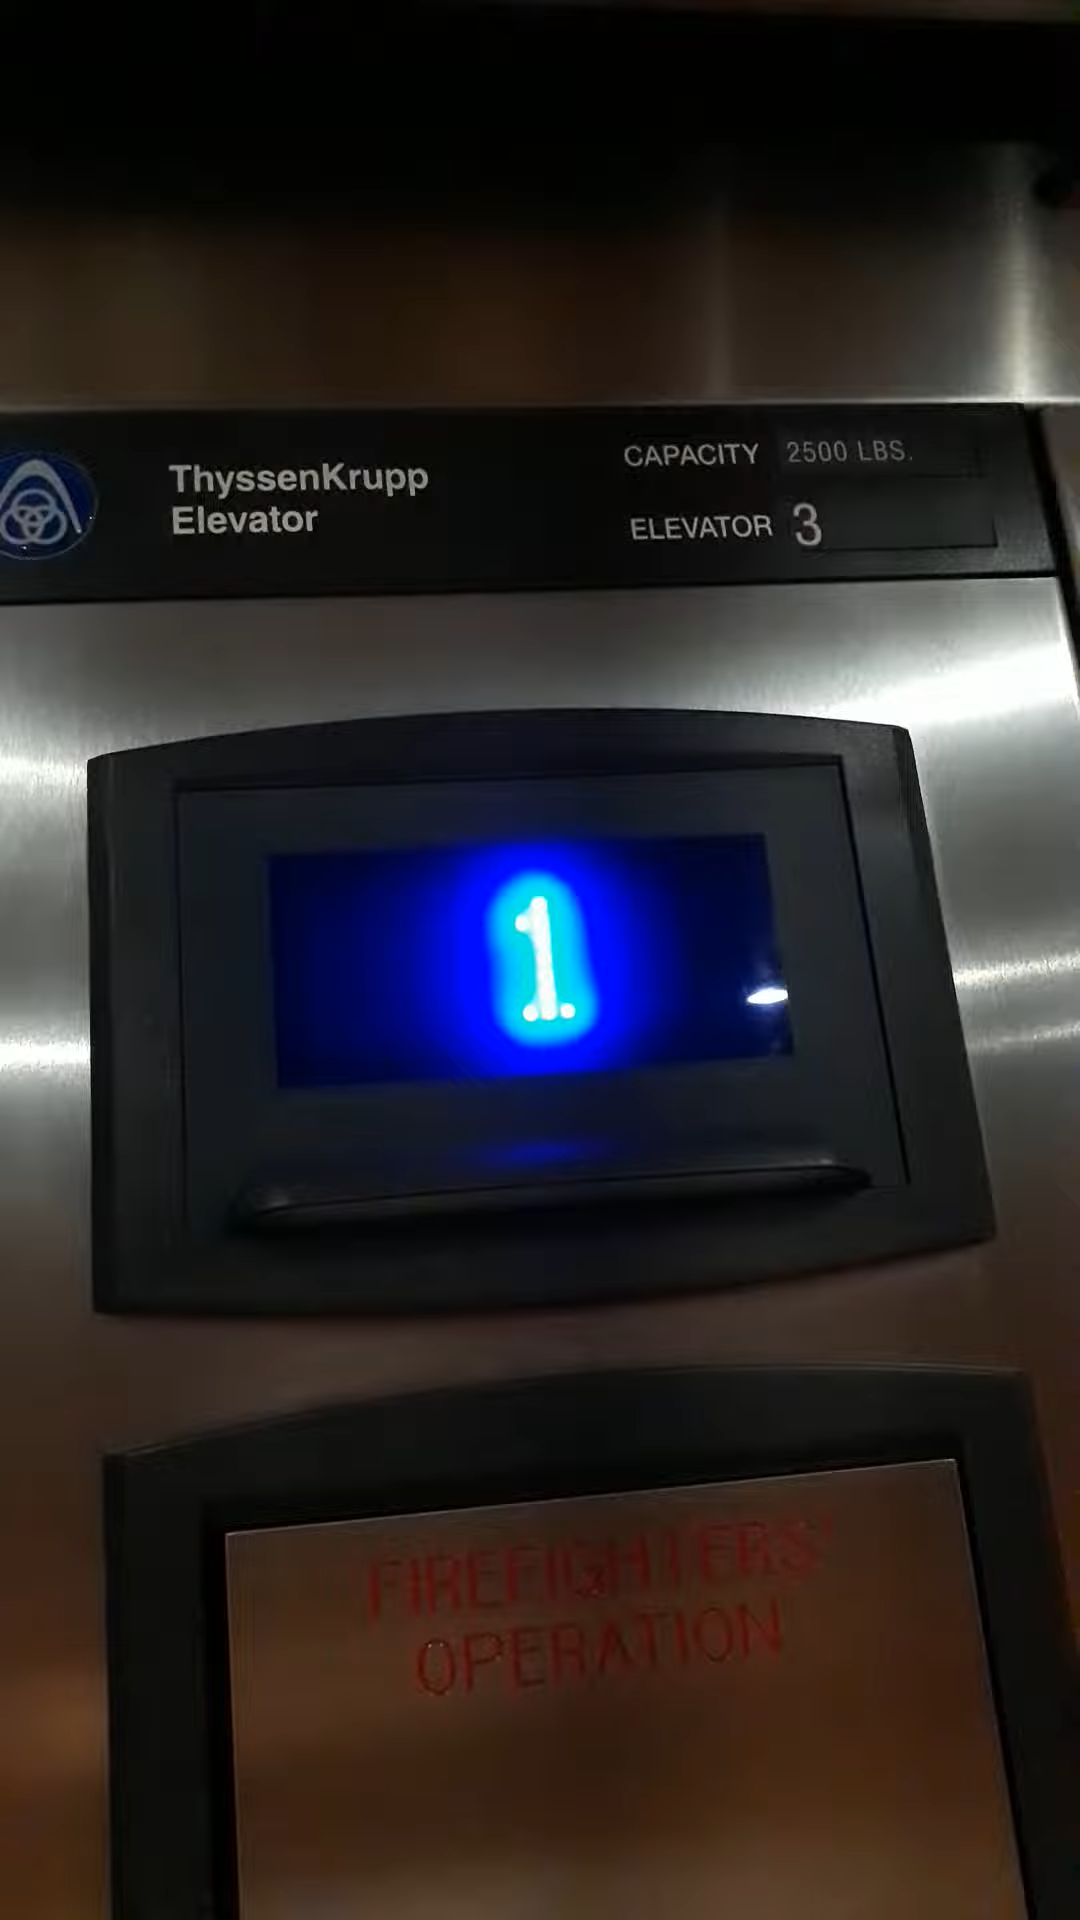 ThyssenKrupp
Elevator
CAPACITY 2500 LBS.
ELEVATOR 3
1
FIREFIGHTERS'
OPERATION